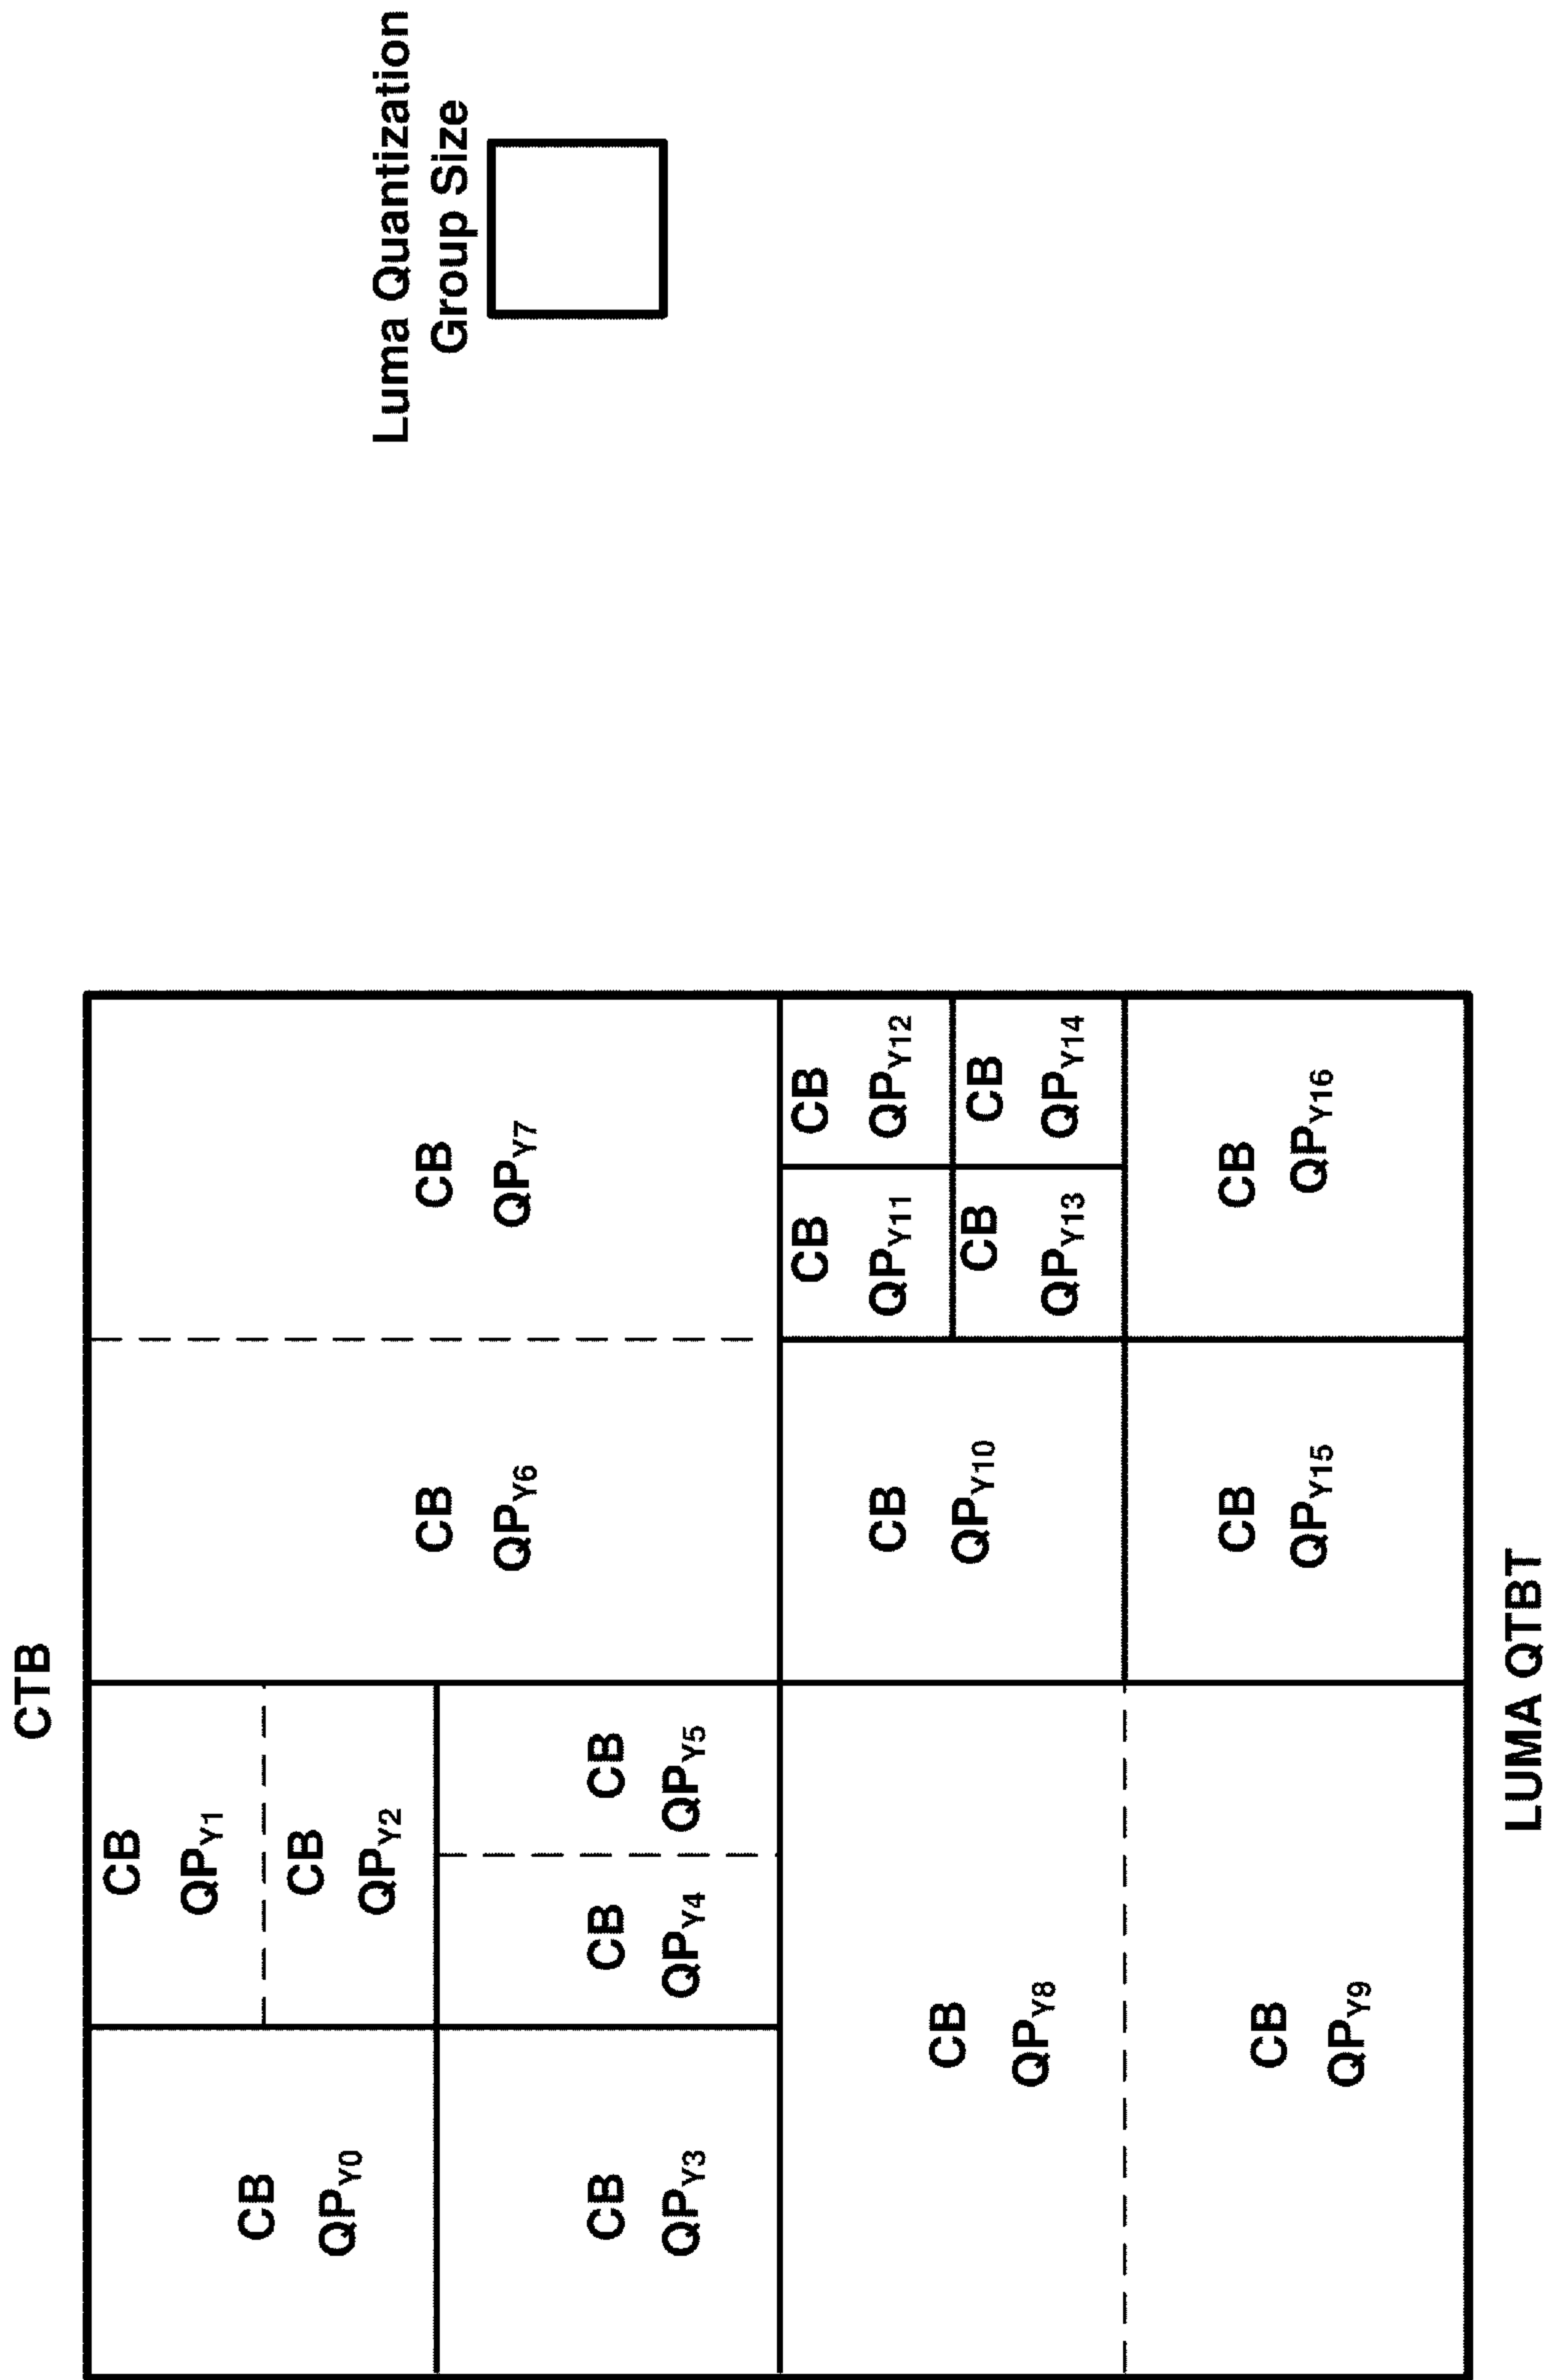 CTB
CB
QPY0
CB
QPY1
CB
QPY2
CB
QPY3
CB
QPY4
CB
QPY5
CB
QPY6
CB
QPY7
CB
QPY8
CB
QPY9
CB
QPY10
CB
QPY11
CB
QPY12
CB
QPY13
CB
QPY14
CB
QPY15
CB
QPY16
LUMA QTBT
Luma Quantization
Group Size